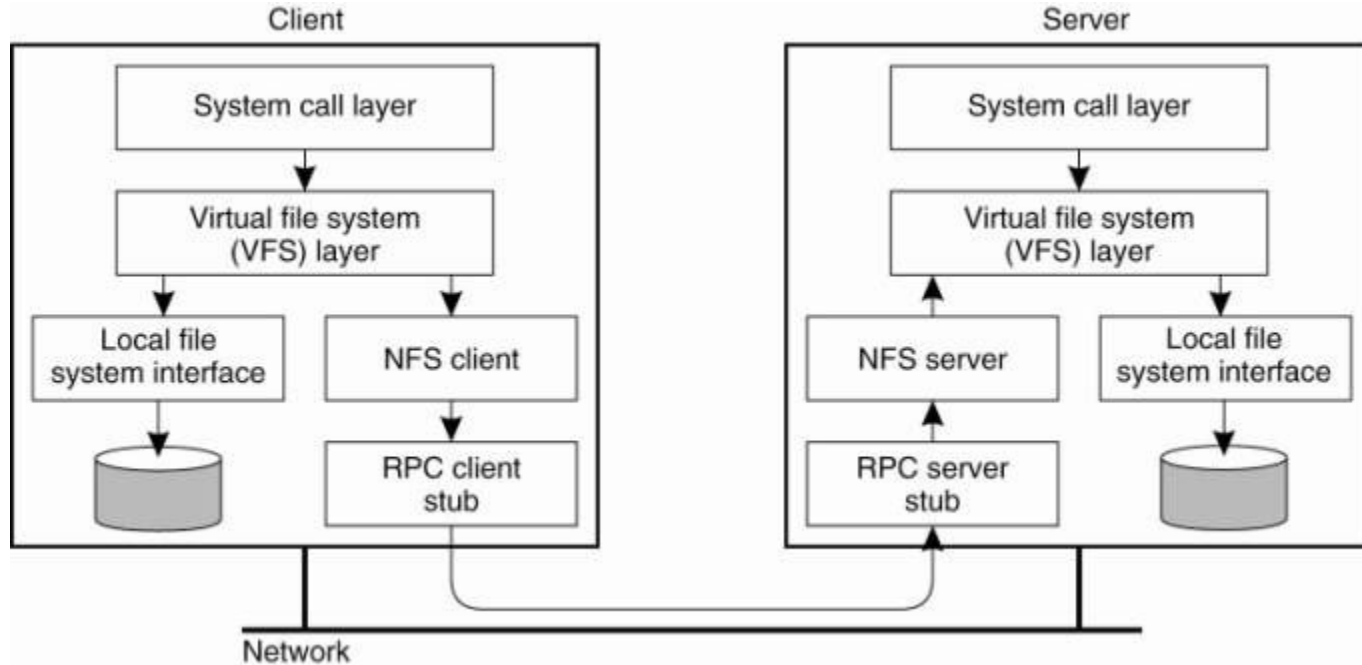 Client
Server
System call layer
System call layer
Virtual file system
(VFS) layer
Virtual file system
(VFS) layer
Local file
system interface
NFS client
NFS server
Local file
system interface
RPC client
stub
RPC server
stub
Network